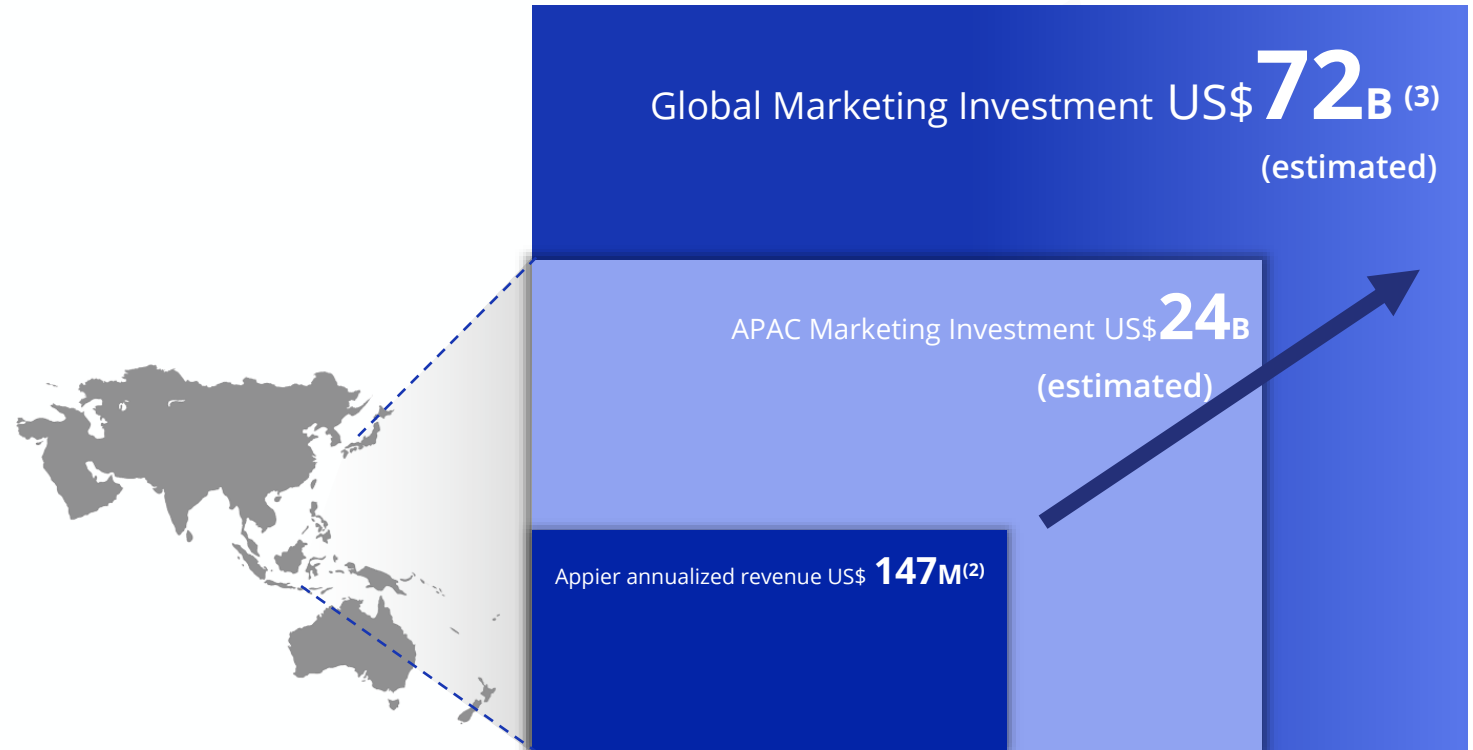 Global Marketing Investment US$72B (3)
(estimated)
APAC Marketing Investment US$24B
(estimated)
Appier annualized revenue US$ 147M(2)